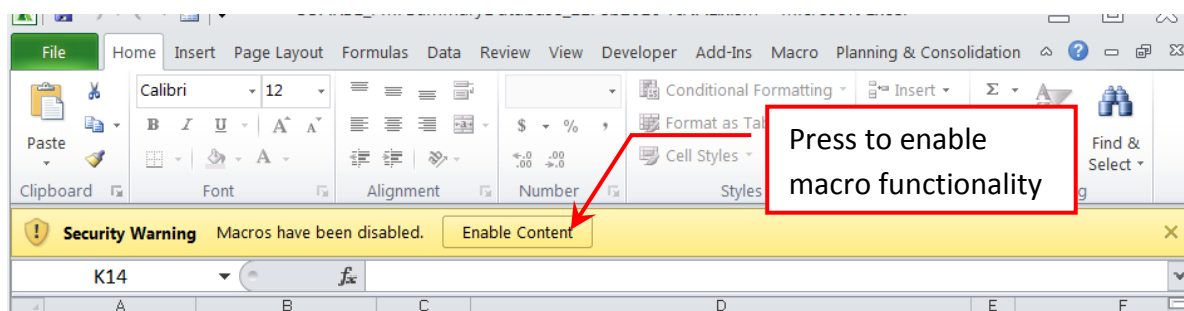 File Home Insert Page Layout Formulas Data Review View Developer Add-Ins Macro Planning & Consolidation
Calibri 12 Conditional Formatting Insert Σ
Paste B I U A A $ % , Format as Tab
A Cell Styles Find &
Select
Clipboard Font Alignment Number Styles
Press to enable
macro functionality
Security Warning Macros have been disabled. Enable Content
K14 fx
A B C D E F